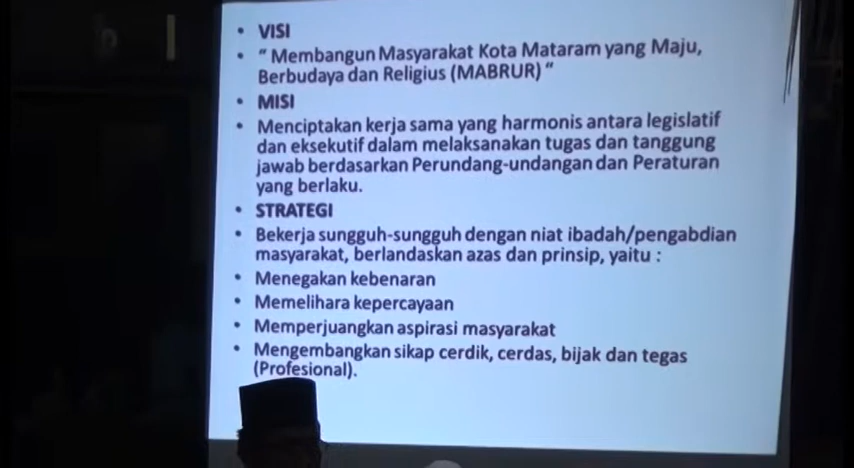 • VISI
• “ Membangun Masyarakat Kota Mataram yang Maju,
Berbudaya dan Religius (MABRUR) “
• MISI
• Menciptakan kerja sama yang harmonis antara legislatif
dan eksekutif dalam melaksanakan tugas dan tanggung
jawab berdasarkan Perundang-undangan dan Peraturan
yang berlaku.
• STRATEGI
• Bekerja sungguh-sungguh dengan niat ibadah/pengabdian
masyarakat, berlandaskan azas dan prinsip, yaitu :
• Menegakan kebenaran
• Memelihara kepercayaan
• Memperjuangkan aspirasi masyarakat
• Mengembangkan sikap cerdik, cerdas, bijak dan tegas
(Profesional).